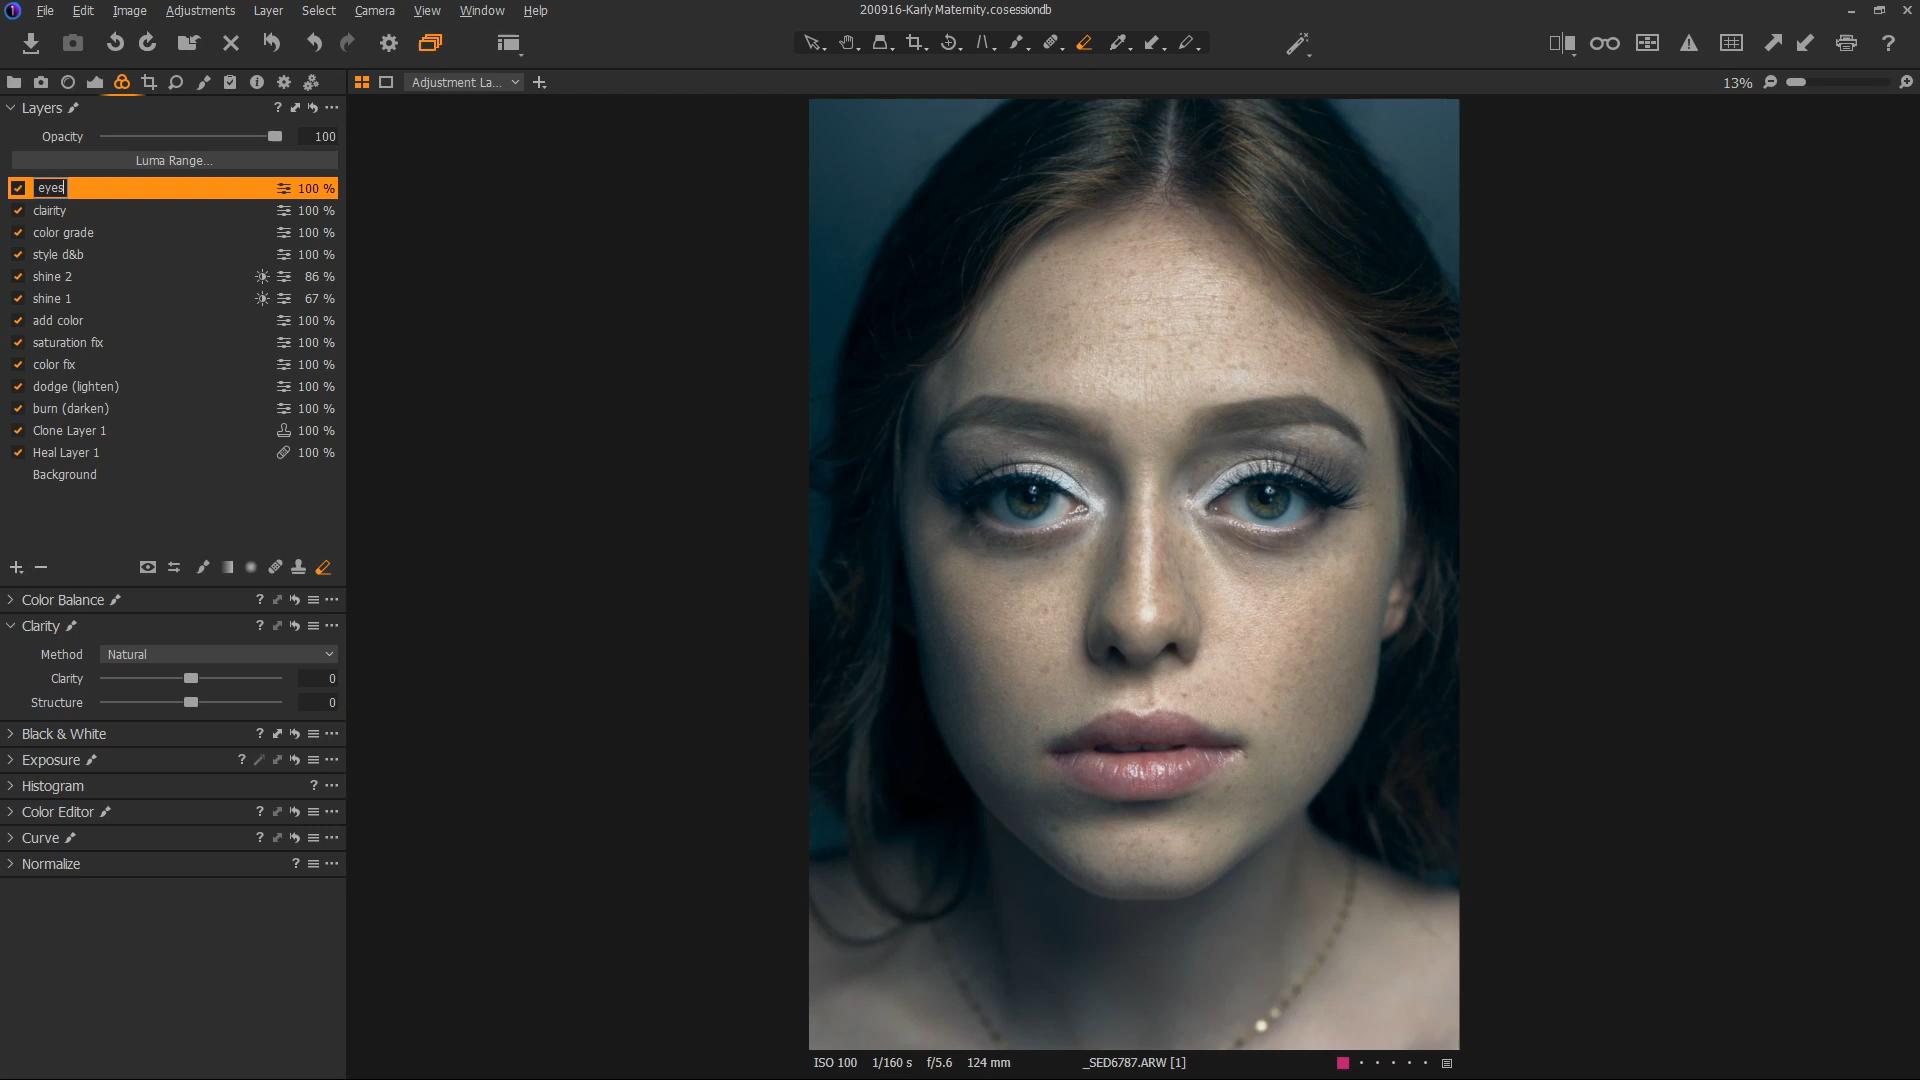 File Edit Image Adjustments Layer Select Camera View Window Help
200916-Karly Maternity.cosessiondb
Adjustment La...
13%
Layers
Opacity 100
Luma Range...
eyes 100 %
clairity 100 %
color grade 100 %
style d&b 100 %
shine 2 86 %
shine 1 67 %
add color 100 %
saturation fix 100 %
color fix 100 %
dodge (lighten) 100 %
burn (darken) 100 %
Clone Layer 1 100 %
Heal Layer 1 100 %
Background
Color Balance
Clarity
Method Natural
Clarity 0
Structure 0
Black & White
Exposure
Histogram
Color Editor
Curve
Normalize
ISO 100 1/160 s f/5.6 124 mm _SED6787.ARW [1]